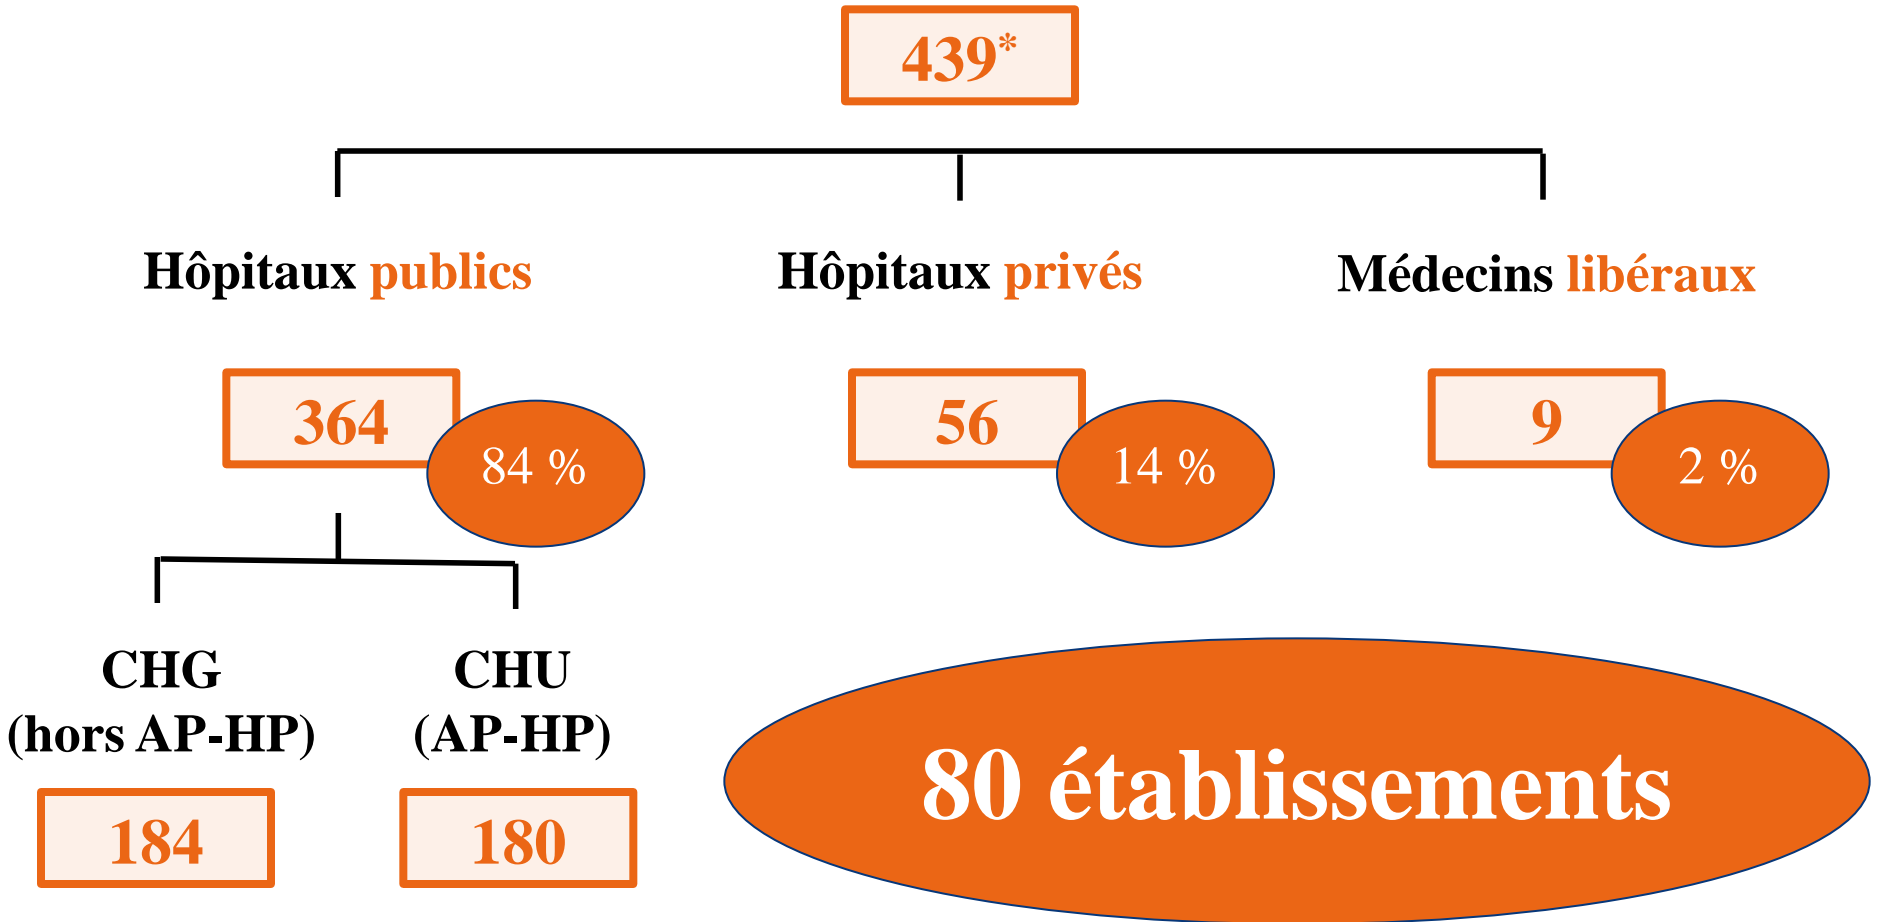 439*
Hôpitaux publics
Hôpitaux privés
Médecins libéraux
364
84 %
56
14 %
9
2 %
CHG
(hors AP-HP)
184
CHU
(AP-HP)
180
80 établissements